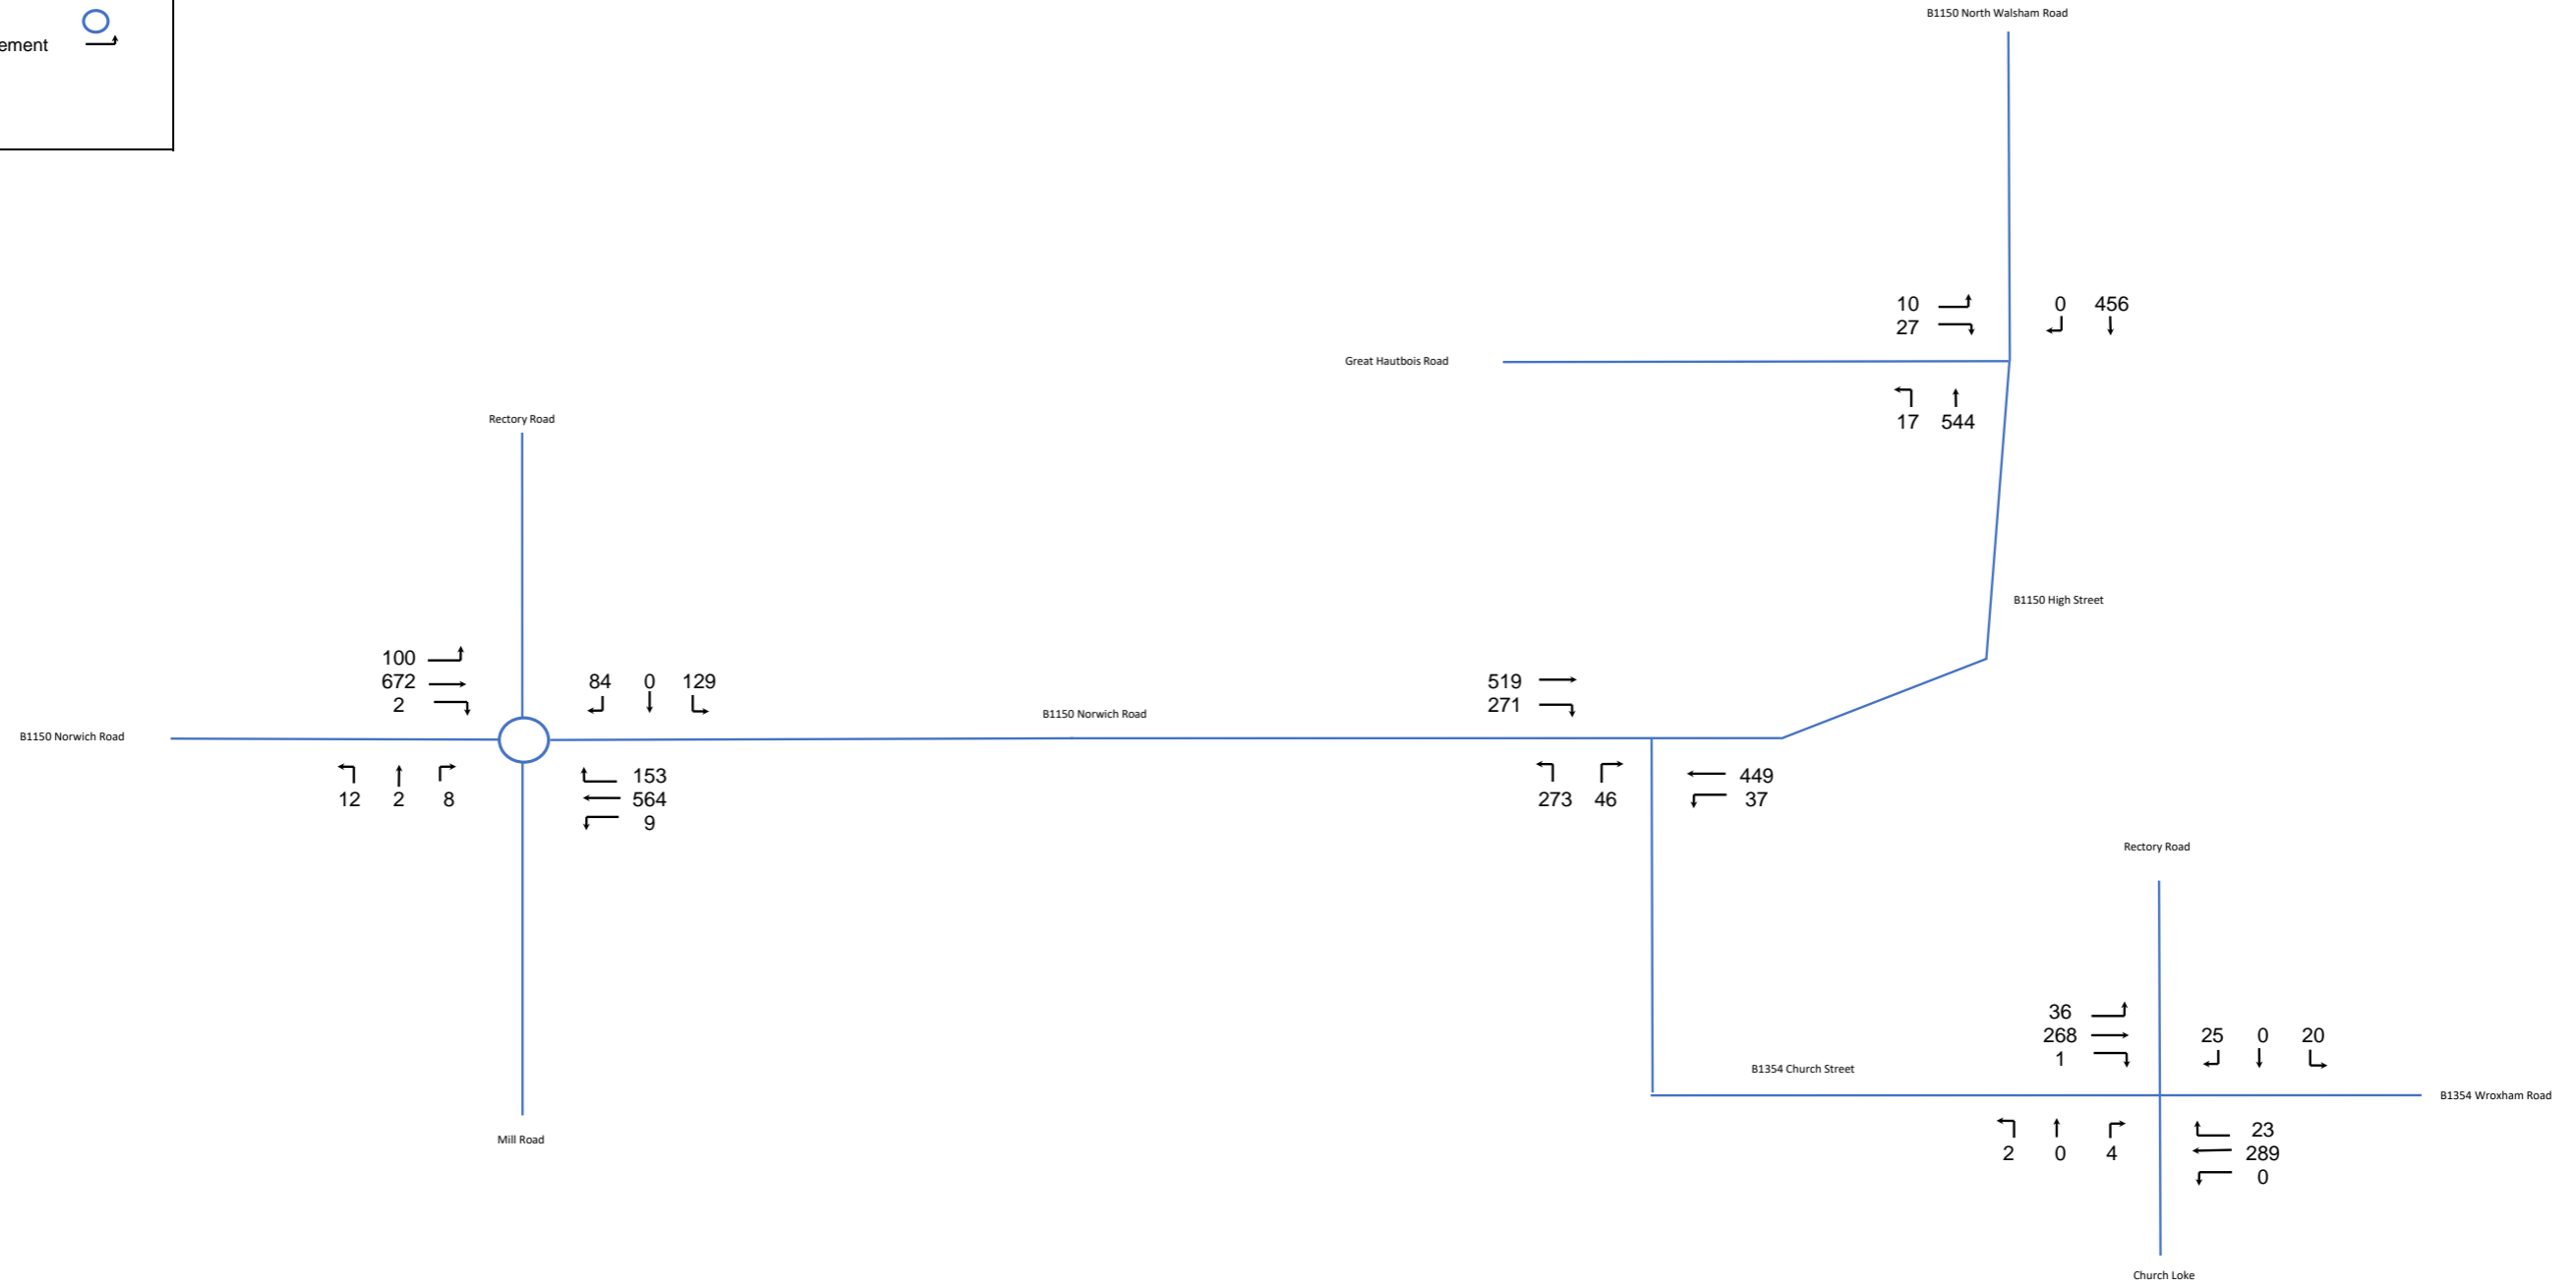 B1150 North Walsham Road
10 0 456
27
Great Hautbois Road
17 544
Rectory Road
B1150 High Street
100
672
2
84 0 129
519
271
B1150 Norwich Road
B1150 Norwich Road
12 2 8
153
564
9
273 46
449
37
Rectory Road
36
268
1
25 0 20
B1354 Church Street
B1354 Wroxham Road
2 0 4
23
289
0
Mill Road
Church Loke